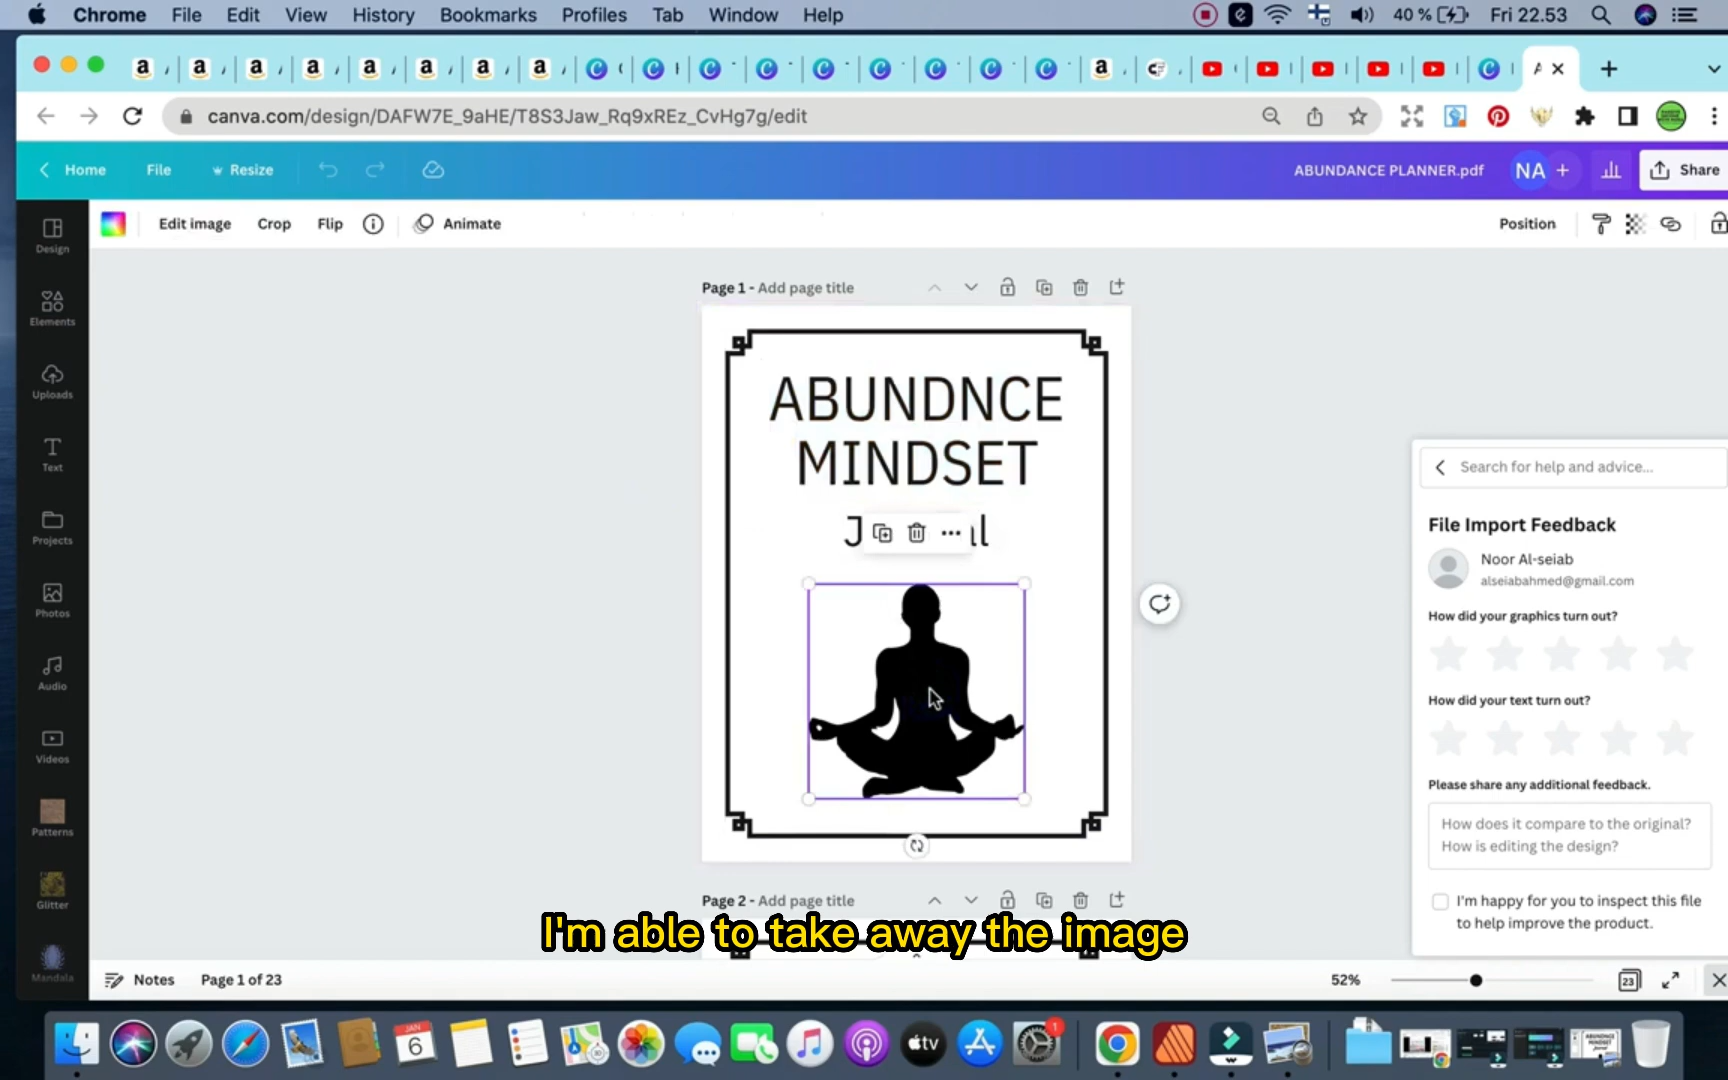 Chrome File Edit View History Bookmarks Profiles Tab Window Help 40 % Fri 22.53
canva.com/design/DAFW7E_9aHE/T8S3Jaw_Rq9xREz_CvHg7g/edit
Home File Resize ABUNDANCE PLANNER.pdf NA + Share
Edit image Crop Flip Animate Position
Design
Elements
Uploads
Text
Projects
Photos
Audio
Videos
Patterns
Glitter
Mandala
Page 1 - Add page title
ABUNDNCE
MINDSET
Search for help and advice...
File Import Feedback
Noor Al-seiab
alseiabahmed@gmail.com
How did your graphics turn out?
How did your text turn out?
Please share any additional feedback.
How does it compare to the original?
How is editing the design?
I'm happy for you to inspect this file
to help improve the product.
Page 2 - Add page title
I'm able to take away the image
Notes Page 1 of 23 52% 23
JAN
6
tv
1